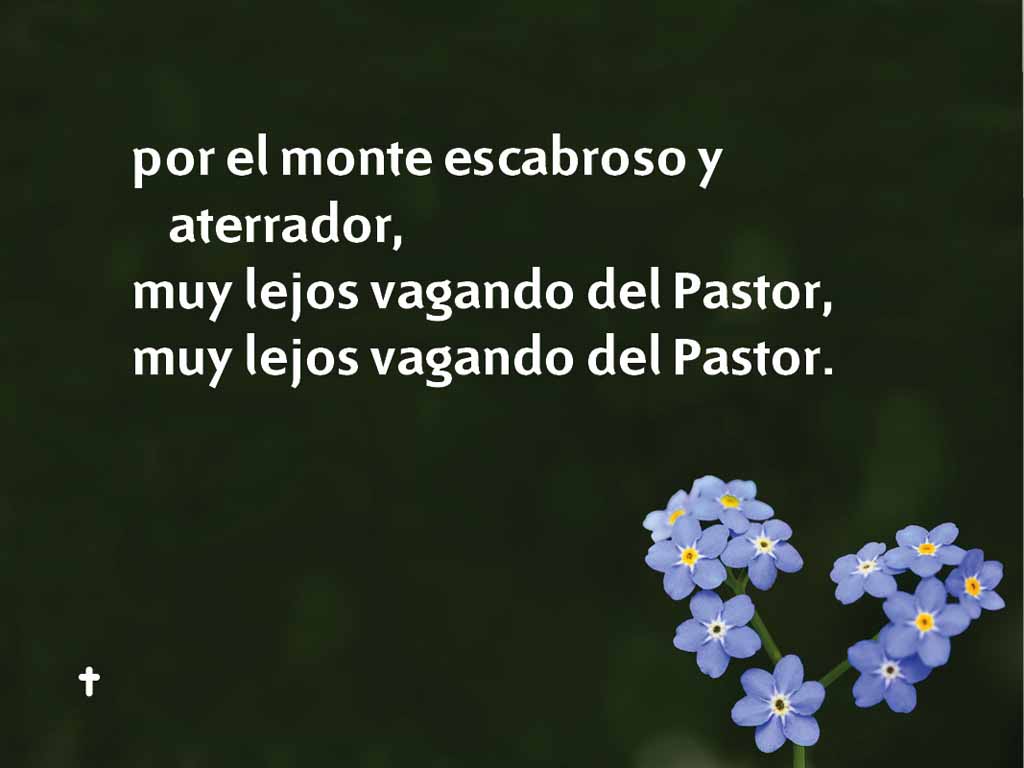 por el monte escabroso y
aterrador,
muy lejos vagando del Pastor,
muy lejos vagando del Pastor.